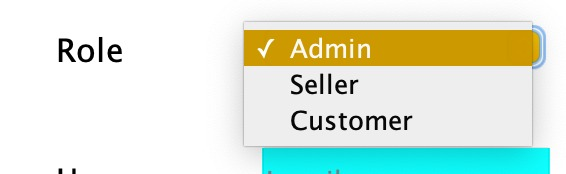 Role
✓ Admin
Seller
Customer